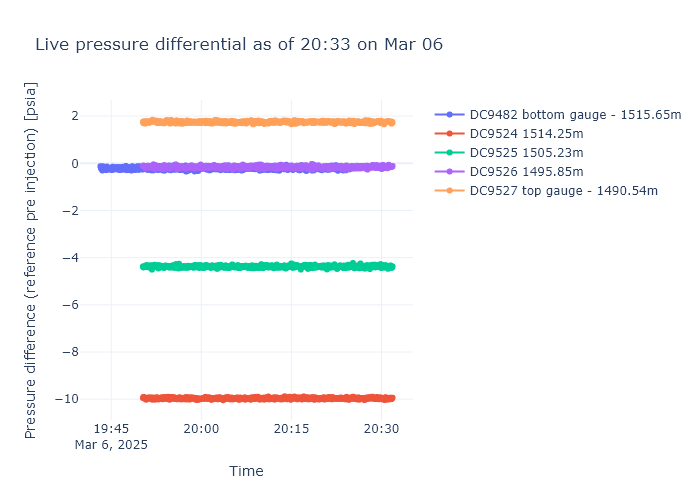 Live pressure differential as of 20:33 on Mar 06
Pressure difference (reference pre injection) [psia]
2
0
−2
−4
−6
−8
−10
19:45
Mar 6, 2025
20:00
20:15
20:30
Time
DC9482 bottom gauge - 1515.65m
DC9524 1514.25m
DC9525 1505.23m
DC9526 1495.85m
DC9527 top gauge - 1490.54m